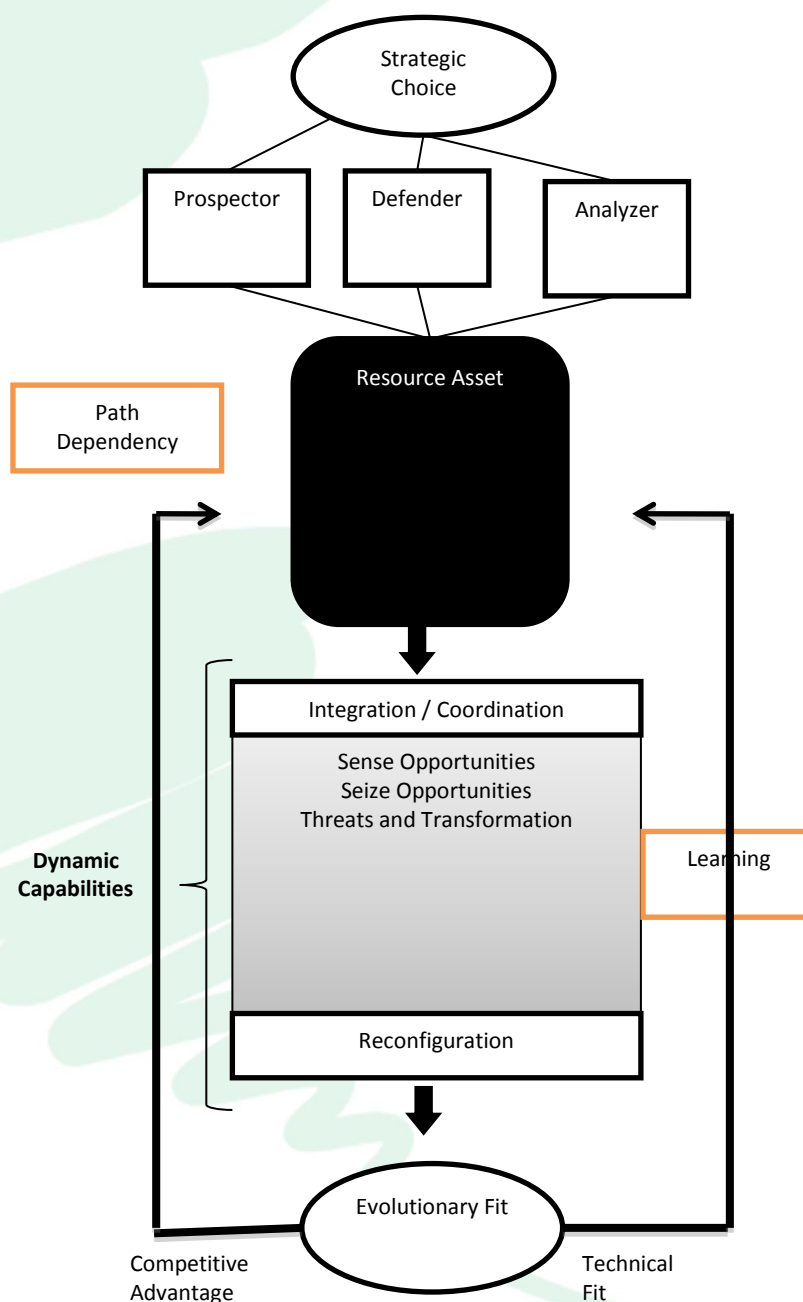 Strategic
Choice
Prospector
Defender
Analyzer
Resource Asset
Path
Dependency
Integration / Coordination
Sense Opportunities
Seize Opportunities
Threats and Transformation
Dynamic
Capabilities
Learning
Reconfiguration
Evolutionary Fit
Competitive
Advantage
Technical
Fit